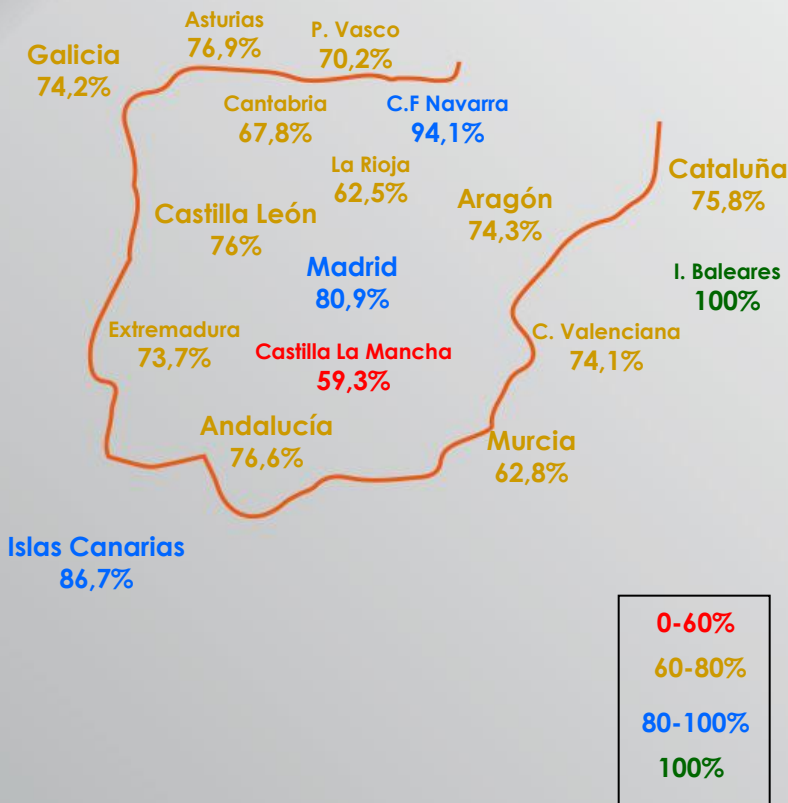 Asturias
76,9%
P. Vasco
70,2%
Galicia
74,2%
Cantabria
67,8%
C.F Navarra
94,1%
La Rioja
62,5%
Cataluña
75,8%
Castilla León
76%
Aragón
74,3%
Madrid
80,9%
I. Baleares
100%
Extremadura
73,7%
Castilla La Mancha
59,3%
C. Valenciana
74,1%
Andalucía
76,6%
Murcia
62,8%
Islas Canarias
86,7%
0-60%
60-80%
80-100%
100%